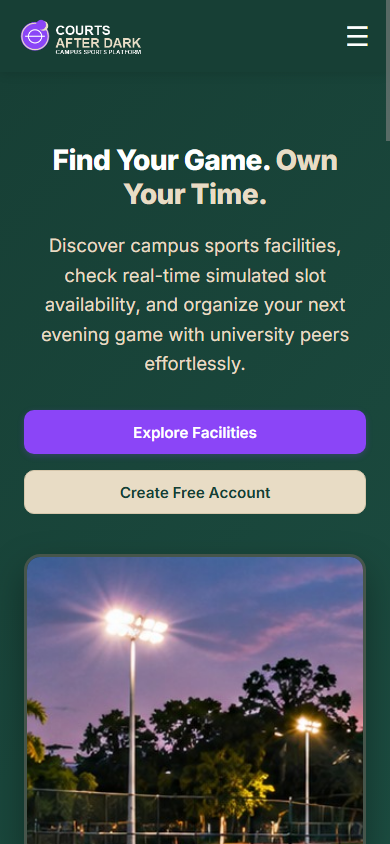 COURTS
AFTER DARK
CAMPUS SPORTS PLATFORM
Find Your Game. Own
Your Time.
Discover campus sports facilities,
check real-time simulated slot
availability, and organize your next
evening game with university peers
effortlessly.
Explore Facilities
Create Free Account